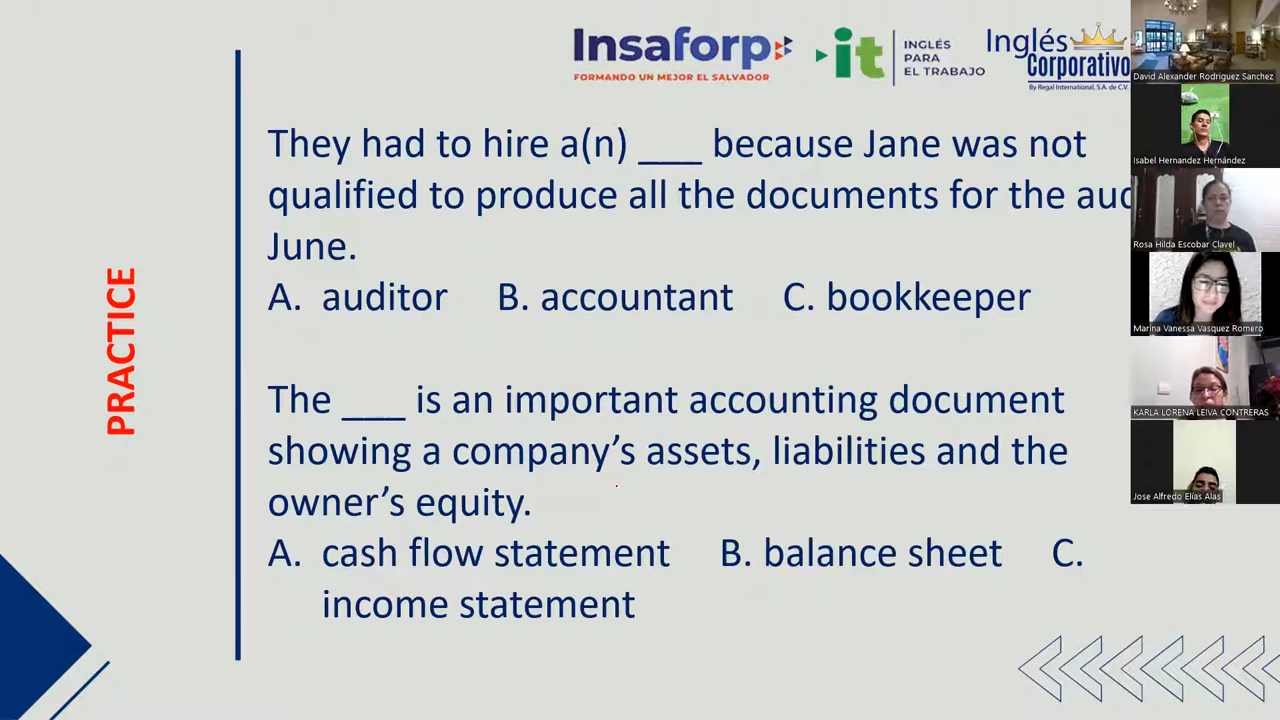 Insaforp
FORMANDO UN MEJOR EL SALVADOR
it
INGLÉS
PARA
EL TRABAJO
Inglés
Corporativo
By Regal International, S.A. de C.V.
PRACTICE
They had to hire a(n) ___ because Jane was not
qualified to produce all the documents for the
June.
A. auditor B. accountant C. bookkeeper
The ___ is an important accounting document
showing a company’s assets, liabilities and the
owner’s equity.
A. cash flow statement B. balance sheet C.
income statement
David Alexander Rodriguez Sanchez
Isabel Hernandez Hernández
Rosa Hilda Escobar Clavel
Marina Vanessa Vasquez Romero
KARLA LORENA LEIVA CONTRERAS
Jose Alfredo Elías Alas